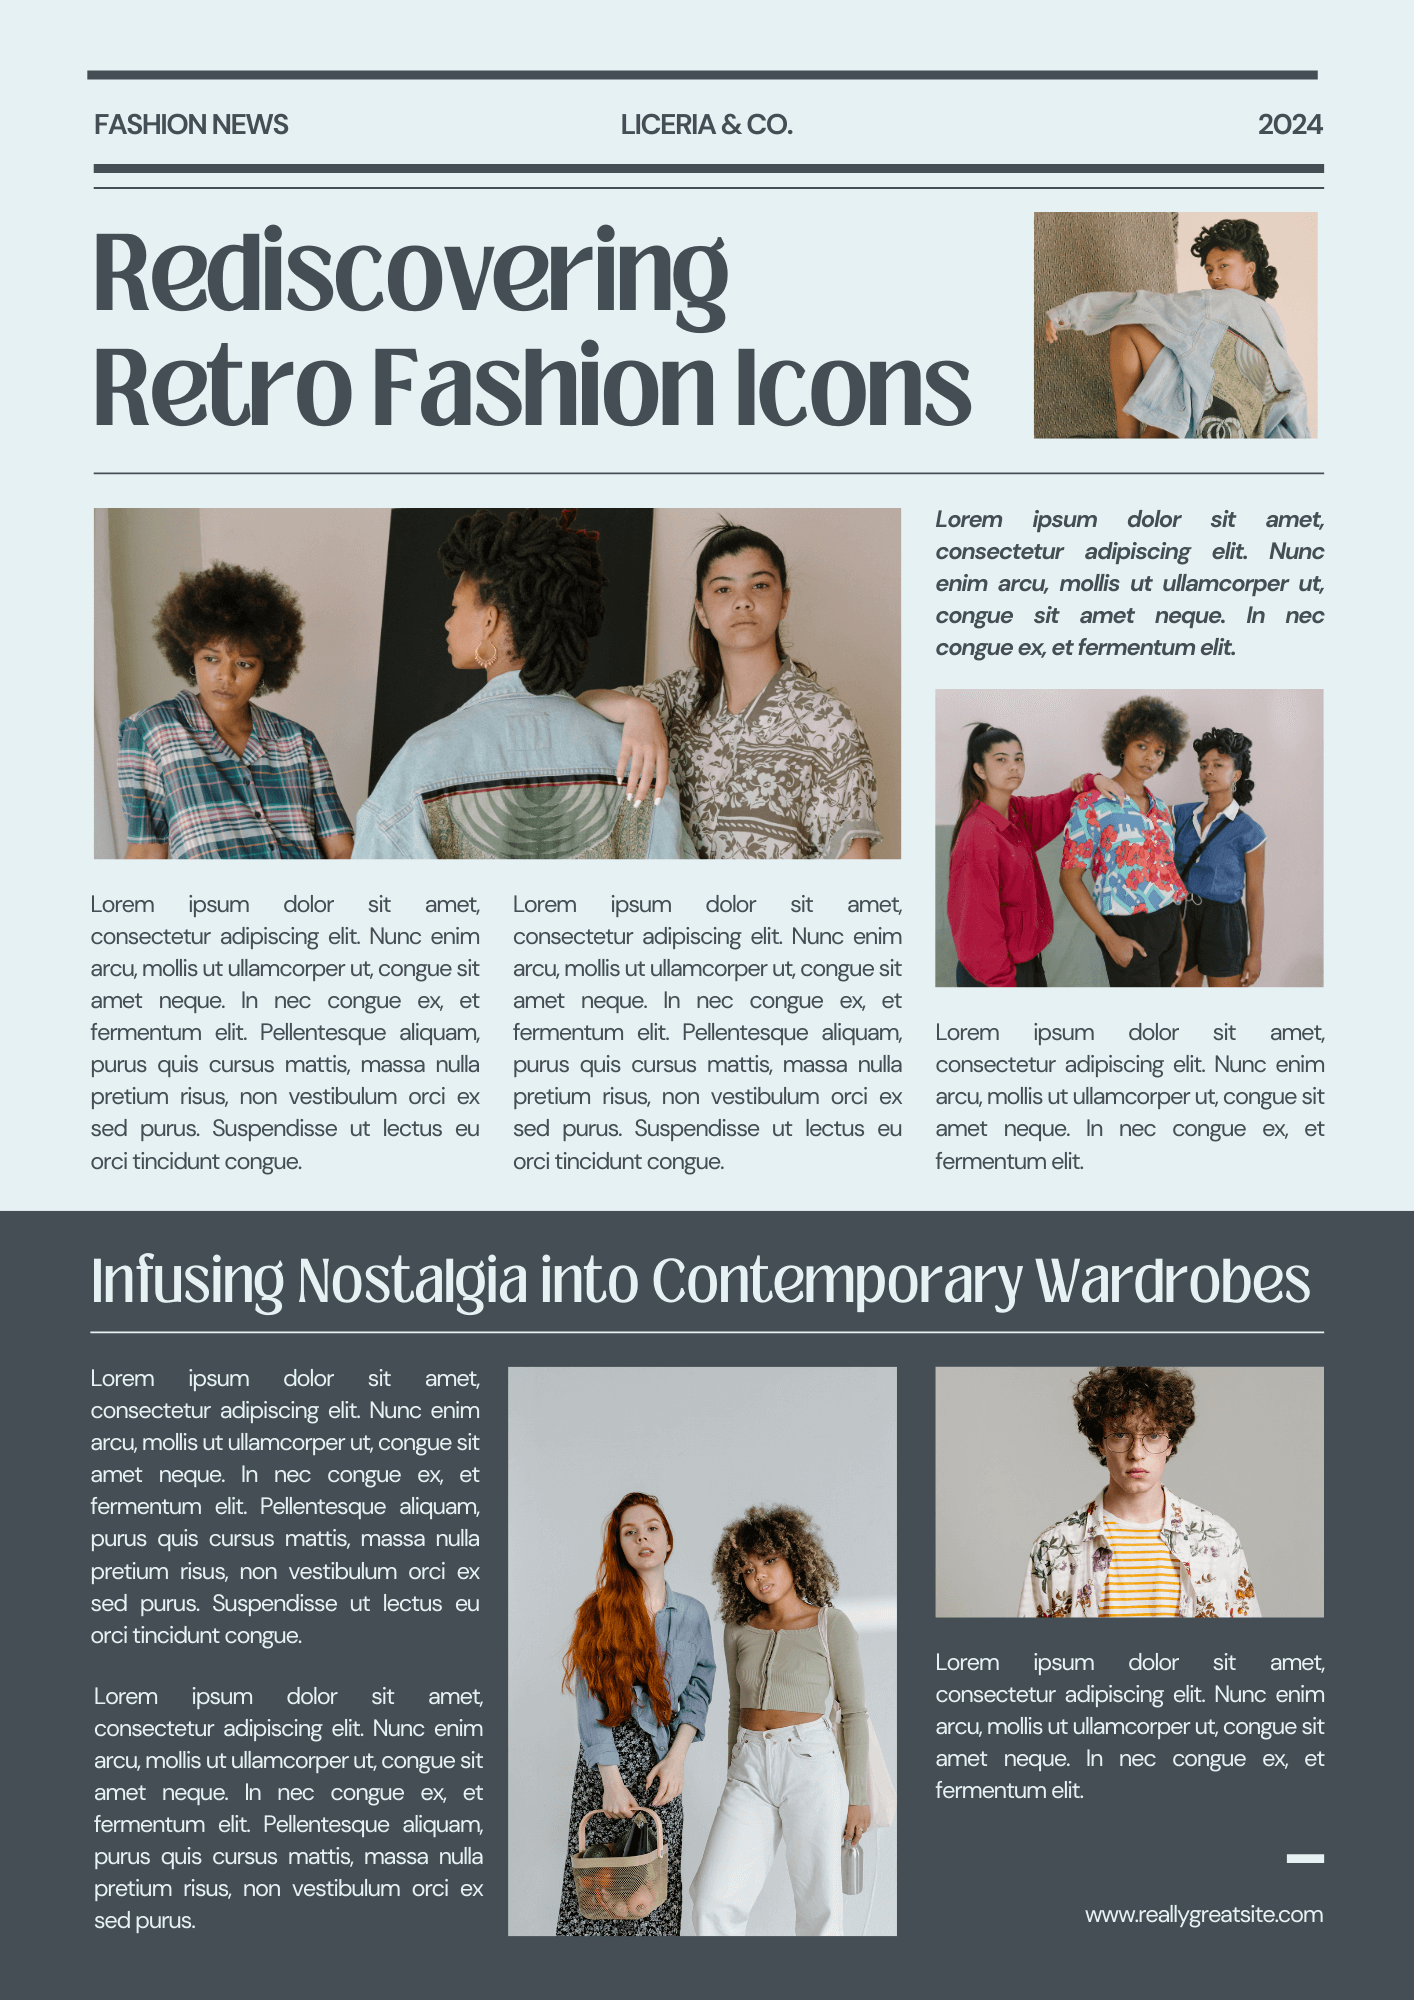 FASHION NEWS
LICERIA & CO.
2024
Rediscovering
Retro Fashion Icons
Lorem ipsum dolor sit amet,
consectetur adipiscing elit. Nunc
enim arcu, mollis ut ullamcorper ut,
congue sit amet neque. In nec
congue ex, et fermentum elit.
Lorem ipsum dolor sit amet,
consectetur adipiscing elit. Nunc enim
arcu, mollis ut ullamcorper ut, congue sit
amet neque. In nec congue ex, et
fermentum elit. Pellentesque aliquam,
purus quis cursus mattis, massa nulla
pretium risus, non vestibulum orci ex
sed purus. Suspendisse ut lectus eu
orci tincidunt congue.
Lorem ipsum dolor sit amet,
consectetur adipiscing elit. Nunc enim
arcu, mollis ut ullamcorper ut, congue sit
amet neque. In nec congue ex, et
fermentum elit. Pellentesque aliquam,
purus quis cursus mattis, massa nulla
pretium risus, non vestibulum orci ex
sed purus. Suspendisse ut lectus eu
orci tincidunt congue.
Lorem ipsum dolor sit amet,
consectetur adipiscing elit. Nunc enim
arcu, mollis ut ullamcorper ut, congue sit
amet neque. In nec congue ex, et
fermentum elit.
Infusing Nostalgia into Contemporary Wardrobes
Lorem ipsum dolor sit amet,
consectetur adipiscing elit. Nunc enim
arcu, mollis ut ullamcorper ut, congue sit
amet neque. In nec congue ex, et
fermentum elit. Pellentesque aliquam,
purus quis cursus mattis, massa nulla
pretium risus, non vestibulum orci ex
sed purus. Suspendisse ut lectus eu
orci tincidunt congue.
Lorem ipsum dolor sit amet,
consectetur adipiscing elit. Nunc enim
arcu, mollis ut ullamcorper ut, congue sit
amet neque. In nec congue ex, et
fermentum elit. Pellentesque aliquam,
purus quis cursus mattis, massa nulla
pretium risus, non vestibulum orci ex
sed purus.
Lorem ipsum dolor sit amet,
consectetur adipiscing elit. Nunc enim
arcu, mollis ut ullamcorper ut, congue sit
amet neque. In nec congue ex, et
fermentum elit.
www.reallygreatsite.com